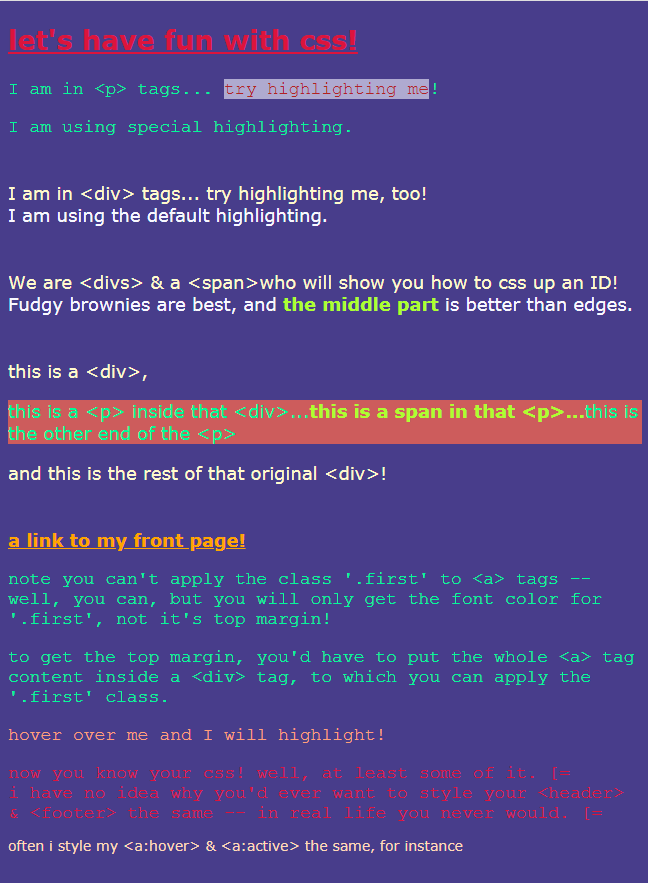 let's have fun with css!
I am in <p> tags... try highlighting me!
I am using special highlighting.
I am in <div> tags... try highlighting me, too!
I am using the default highlighting.
We are <divs> & a <span>who will show you how to css up an ID!
Fudgy brownies are best, and the middle part is better than edges.
this is a <div>,
this is a <p> inside that <div>...this is a span in that <p>...this is
the other end of the <p>
and this is the rest of that original <div>!
a link to my front page!
note you can't apply the class '.first' to <a> tags --
well, you can, but you will only get the font color for
'.first', not it's top margin!
to get the top margin, you'd have to put the whole <a> tag
content inside a <div> tag, to which you can apply the
'.first' class.
hover over me and I will highlight!
now you know your css! well, at least some of it. [=
i have no idea why you'd ever want to style your <header>
& <footer> the same -- in real life you never would. [=
often i style my <a:hover> & <a:active> the same, for instance